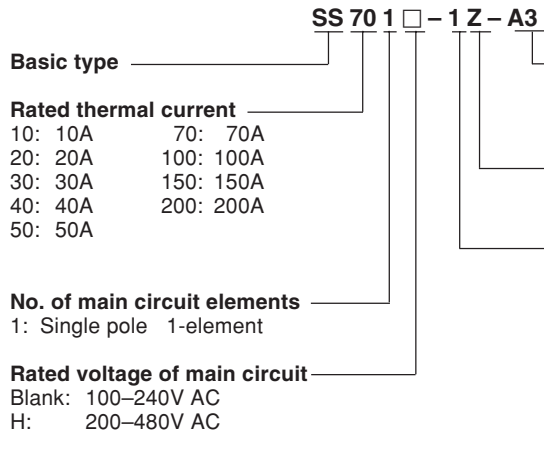 SS 70 1 □ – 1 Z – A3
Basic type
Rated thermal current
10: 10A 70: 70A
20: 20A 100: 100A
30: 30A 150: 150A
40: 40A 200: 200A
50: 50A
No. of main circuit elements
1: Single pole 1-element
Rated voltage of main circuit
Blank: 100–240V AC
H: 200–480V AC